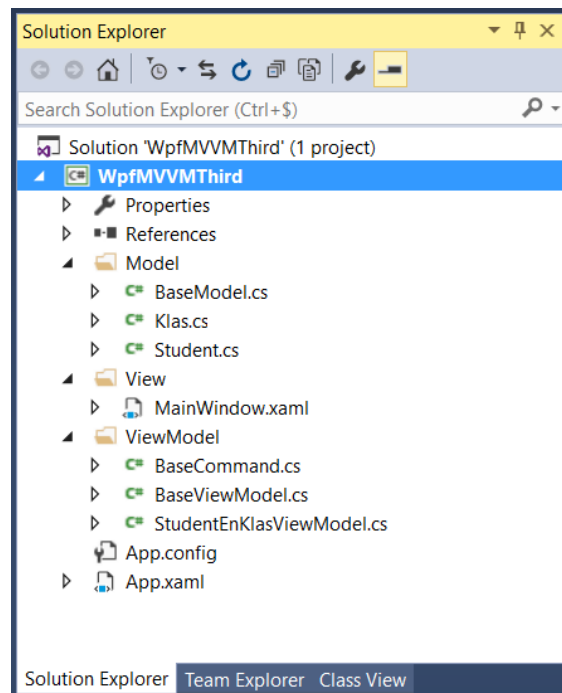 Solution Explorer
Search Solution Explorer (Ctrl+$)
Solution 'WpfMVVMThird' (1 project)
C# WpfMVVMThird
Properties
References
Model
C# BaseModel.cs
C# Klas.cs
C# Student.cs
View
MainWindow.xaml
ViewModel
C# BaseCommand.cs
C# BaseViewModel.cs
C# StudentEnKlasViewModel.cs
App.config
App.xaml
Solution Explorer Team Explorer Class View